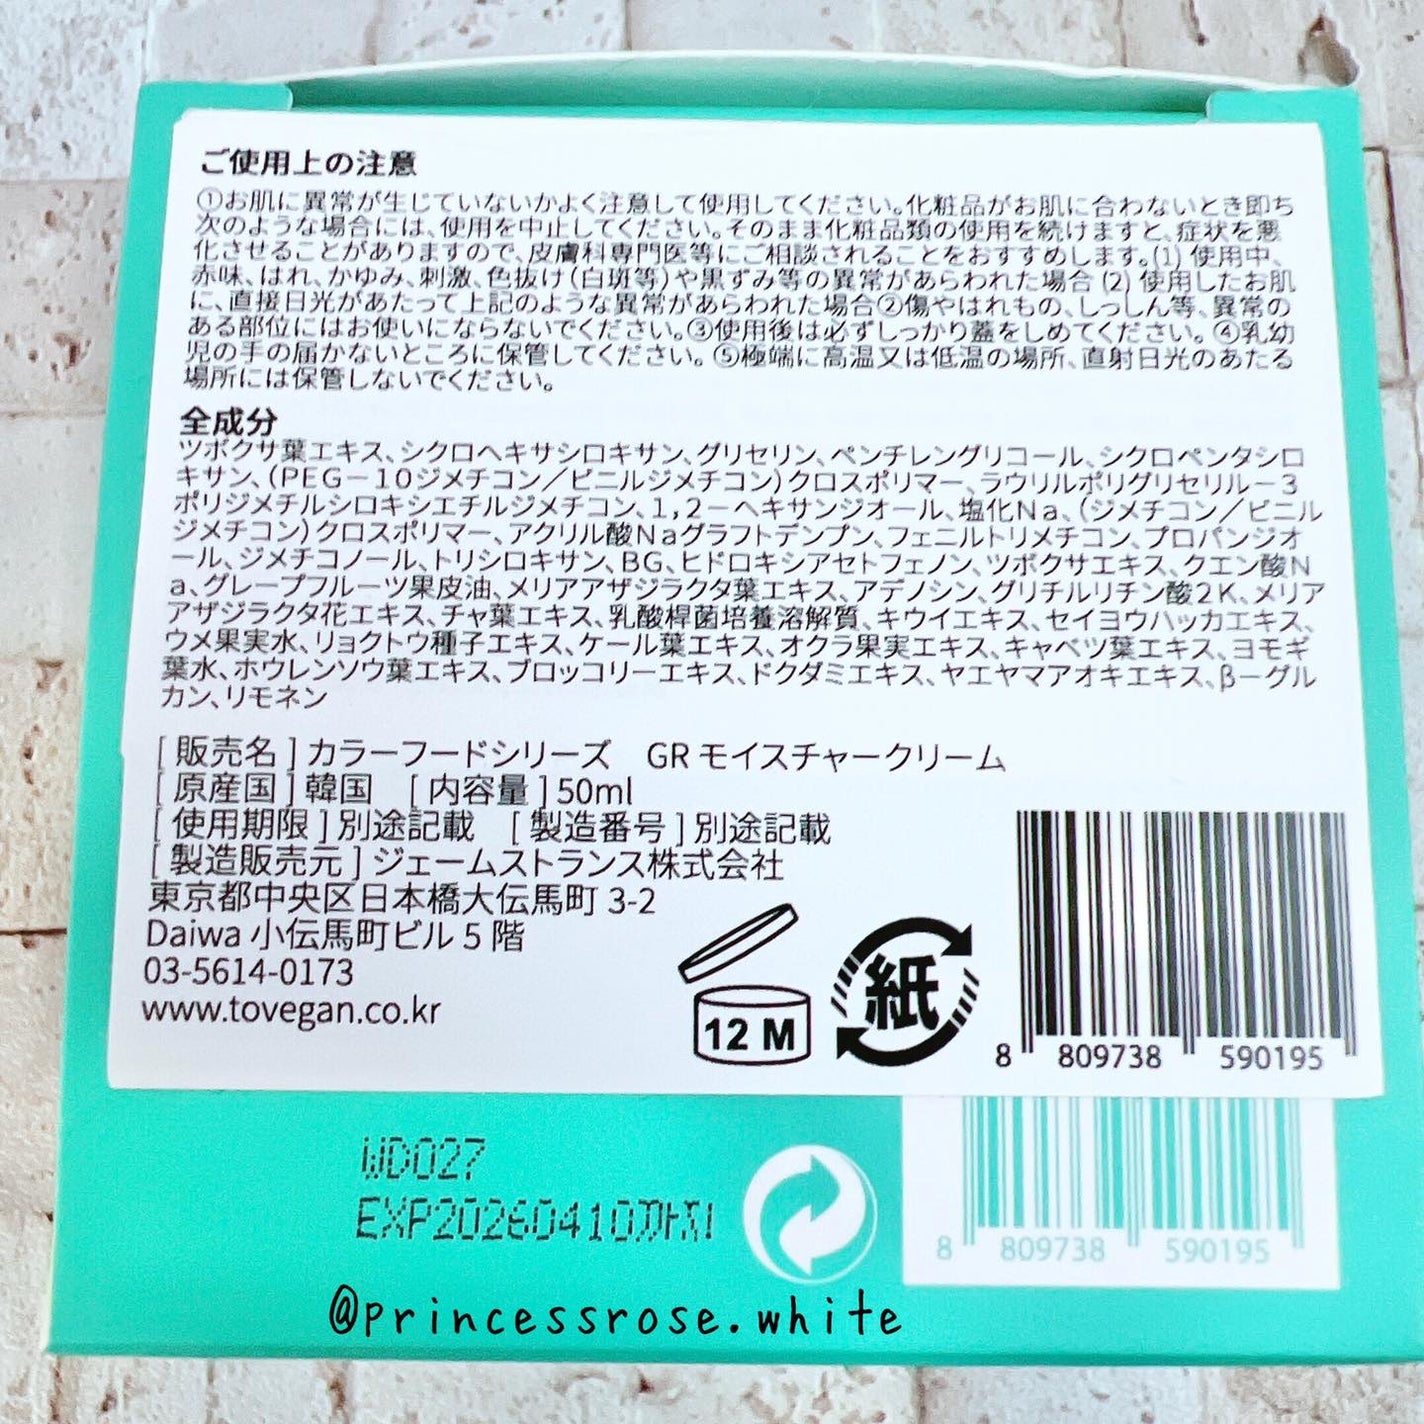 ご使用上の注意
①お肌に異常が生じていないかよく注意して使用してください。化粧品がお肌に合わないとき即ち
次のような場合には、使用を中止してください。そのまま化粧品類の使用を続けますと、症状を悪
化させることがありますので、皮膚科専門医等にご相談されることをおすすめします。(1) 使用中、
赤味、はれ、かゆみ、刺激、色抜け(白斑等)や黒ずみ等の異常があらわれた場合 (2) 使用したお肌
に、直接日光があたって上記のような異常があらわれた場合②傷やはれもの、しっしん等、異常の
ある部位にはお使いにならないでください。③使用後は必ずしっかり蓋をしめてください。④乳幼
児の手の届かないところに保管してください。⑤極端に高温又は低温の場所、直射日光のあたる
場所には保管しないでください。
全成分
ツボクサ葉エキス、シクロヘキサシロキサン、グリセリン、ペンチレングリコール、シクロペンタシロ
キサン、(PEG－10ジメチコン／ビニルジメチコン)クロスポリマー、ラウリルポリグリセリル－3
ポリジメチルシロキシエチルジメチコン、1,2－ヘキサンジオール、塩化Na、(ジメチコン／ビニル
ジメチコン)クロスポリマー、アクリル酸Naグラフトデンプン、フェニルトリメチコン、プロパンジオ
ール、ジメチコノール、トリシロキサン、BG、ヒドロキシアセトフェノン、ツボクサエキス、クエン酸N
a、グレープフルーツ果皮油、メリアアザジラクタ葉エキス、アデノシン、グリチルリチン酸2K、メリア
アザジラクタ花エキス、チャ葉エキス、乳酸桿菌培養溶解質、キウイエキス、セイヨウハッカエキス、
ウメ果実水、リョクトウ種子エキス、ケール葉エキス、オクラ果実エキス、キャベツ葉エキス、ヨモギ
葉水、ホウレンソウ葉エキス、ブロッコリーエキス、ドクダミエキス、ヤエヤマアオキエキス、β－グル
カン、リモネン
[ 販売名 ] カラーフードシリーズ　GR モイスチャークリーム
[ 原産国 ] 韓国　[ 内容量 ] 50ml
[ 使用期限 ] 別途記載　[ 製造番号 ] 別途記載
[ 製造販売元 ] ジェームストランス株式会社
東京都中央区日本橋大伝馬町 3-2
Daiwa 小伝馬町ビル 5 階
03-5614-0173
www.tovegan.co.kr
12 M
紙
8 809738 590195
WD027
EXP20260410까지
8 809738 590195
@princessrose.white